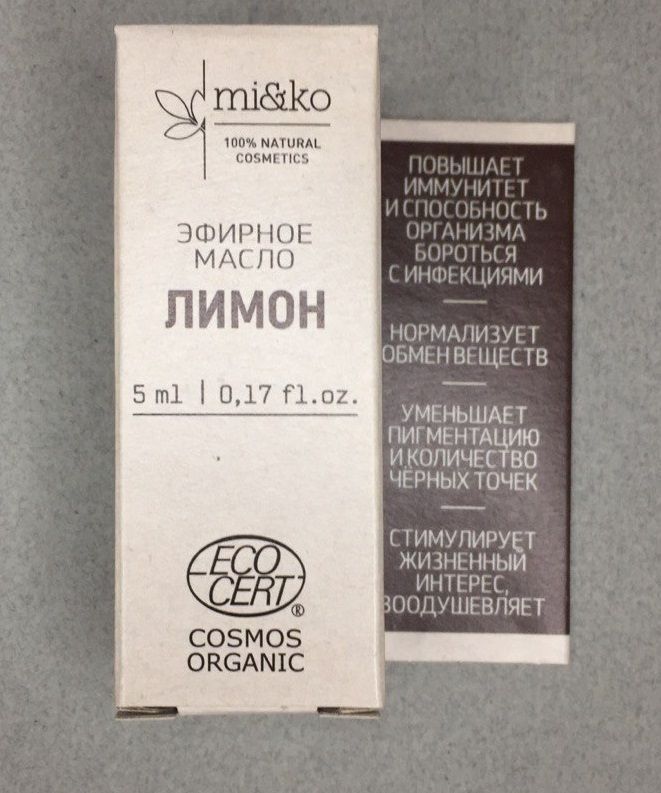 mi&ko
100% NATURAL
COSMETICS
ЭФИРНОЕ
МАСЛО
ЛИМОН
5 ml | 0,17 fl.oz.
ECO
CERT
®
COSMOS
ORGANIC
ПОВЫШАЕТ
ИММУНИТЕТ
И СПОСОБНОСТЬ
ОРГАНИЗМА
БОРОТЬСЯ
С ИНФЕКЦИЯМИ
НОРМАЛИЗУЕТ
ОБМЕН ВЕЩЕСТВ
УМЕНЬШАЕТ
ПИГМЕНТАЦИЮ
И КОЛИЧЕСТВО
ЧЁРНЫХ ТОЧЕК
СТИМУЛИРУЕТ
ЖИЗНЕННЫЙ
ИНТЕРЕС,
ВООДУШЕВЛЯЕТ